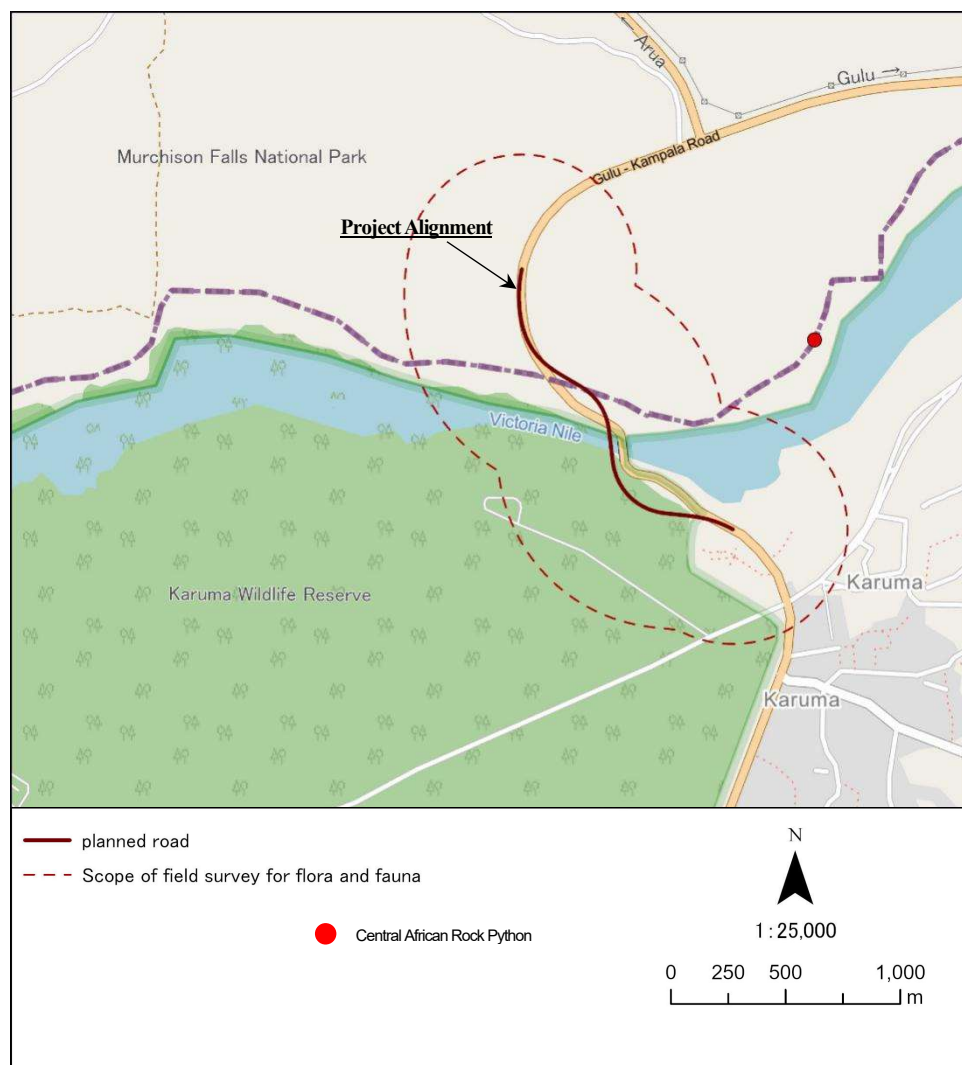 ← Arua
Gulu →
Murchison Falls National Park
Gulu - Kampala Road
Project Alignment
Victoria Nile
Karuma
Karuma Wildlife Reserve
Karuma
planned road
Scope of field survey for flora and fauna
Central African Rock Python
N
1:25,000
0 250 500 1,000
m